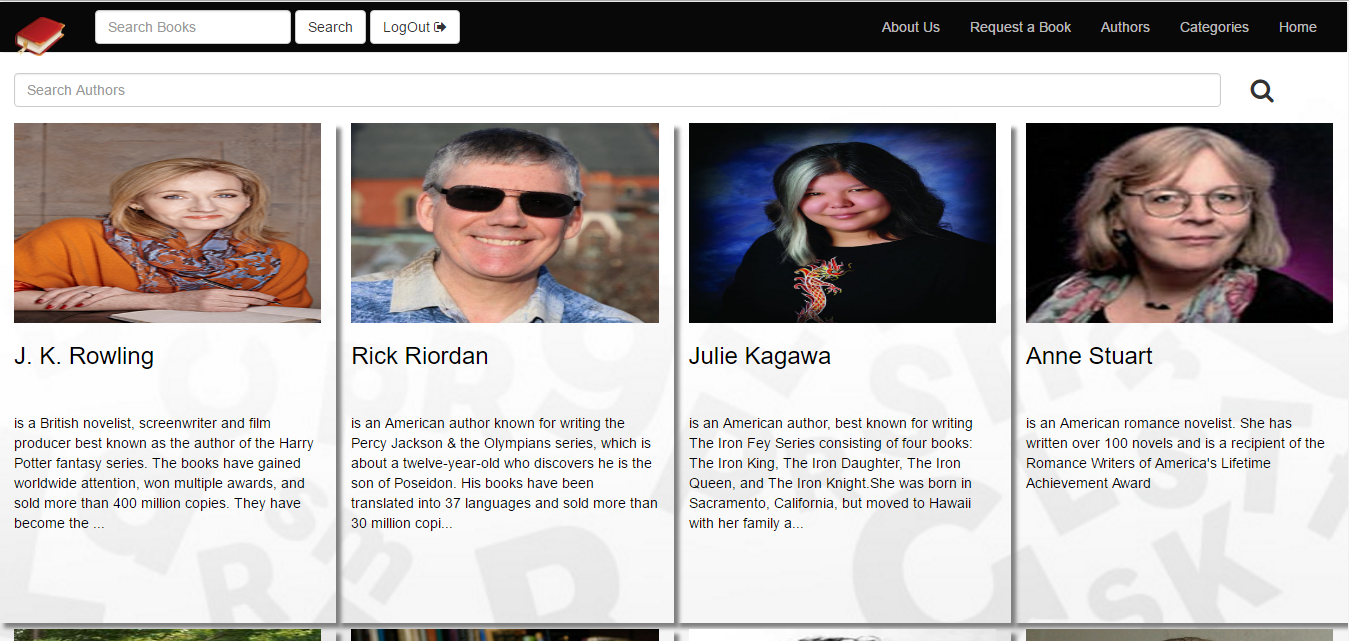 Search Books
Search
LogOut
About Us
Request a Book
Authors
Categories
Home
Search Authors
J. K. Rowling
is a British novelist, screenwriter and film
producer best known as the author of the Harry
Potter fantasy series. The books have gained
worldwide attention, won multiple awards, and
sold more than 400 million copies. They have
become the ...
Rick Riordan
is an American author known for writing the
Percy Jackson & the Olympians series, which is
about a twelve-year-old who discovers he is the
son of Poseidon. His books have been
translated into 37 languages and sold more than
30 million copi...
Julie Kagawa
is an American author, best known for writing
The Iron Fey Series consisting of four books:
The Iron King, The Iron Daughter, The Iron
Queen, and The Iron Knight.She was born in
Sacramento, California, but moved to Hawaii
with her family a...
Anne Stuart
is an American romance novelist. She has
written over 100 novels and is a recipient of the
Romance Writers of America's Lifetime
Achievement Award